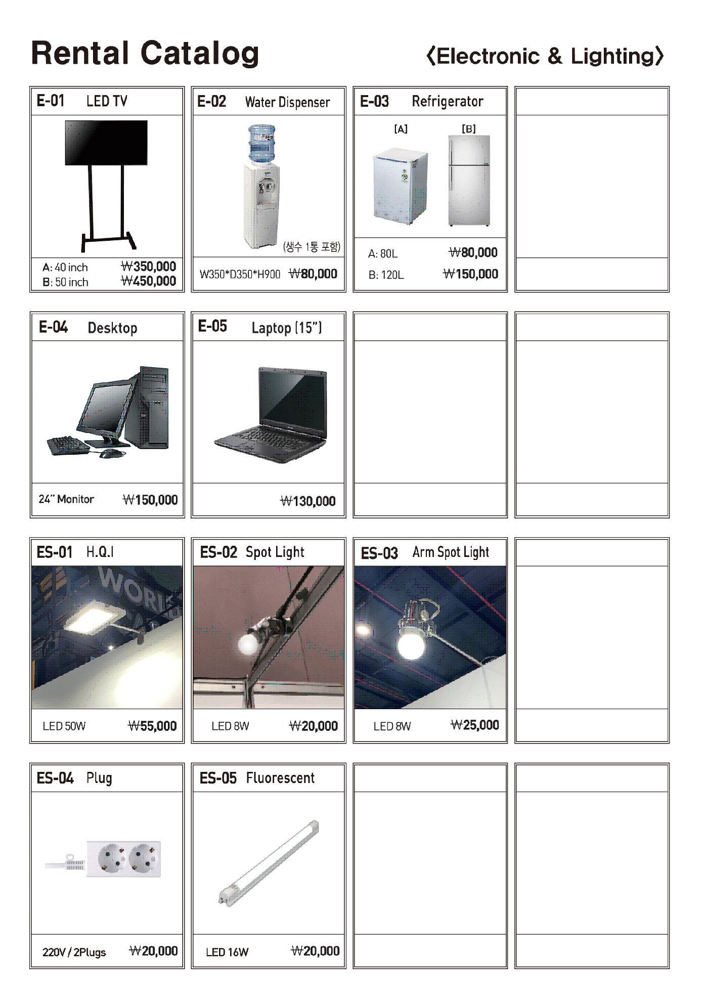 Rental Catalog
〈Electronic & Lighting〉
E-01 LED TV
A: 40 inch ₩350,000
B: 50 inch ₩450,000
E-02 Water Dispenser
(생수 1통 포함)
W350*D350*H900 ₩80,000
E-03 Refrigerator
[A] [B]
A: 80L ₩80,000
B: 120L ₩150,000
E-04 Desktop
24" Monitor ₩150,000
E-05 Laptop (15")
₩130,000
ES-01 H.Q.I
WORK
LED 50W ₩55,000
ES-02 Spot Light
LED 8W ₩20,000
ES-03 Arm Spot Light
LED 8W ₩25,000
ES-04 Plug
220V / 2Plugs ₩20,000
ES-05 Fluorescent
LED 16W ₩20,000